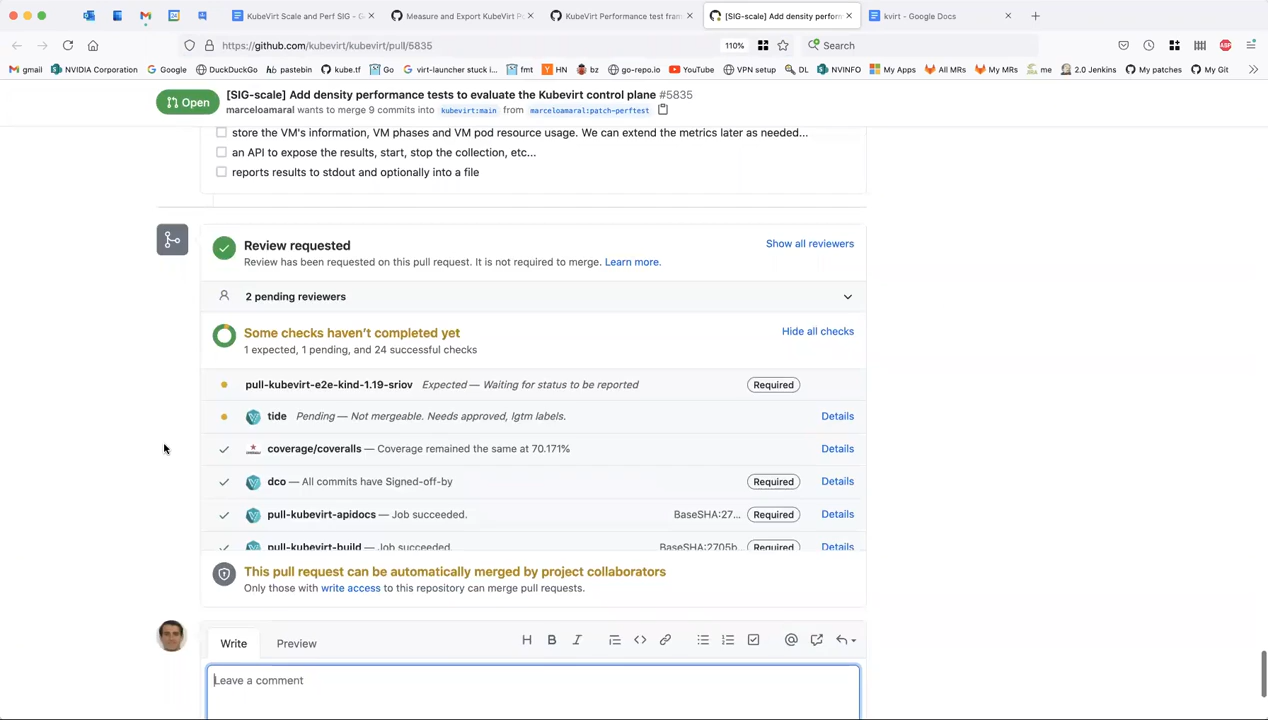 KubeVirt Scale and Perf SIG - G
Measure and Export KubeVirt P
KubeVirt Performance test fram
[SIG-scale] Add density perform
kvirt - Google Docs
https://github.com/kubevirt/kubevirt/pull/5835
110%
Search
gmail
NVIDIA Corporation
Google
DuckDuckGo
pastebin
kube.tf
Go
virt-launcher stuck i...
fmt
HN
bz
go-repo.io
YouTube
VPN setup
DL
NVINFO
My Apps
All MRs
My MRs
me
2.0 Jenkins
My patches
My Git
Open
[SIG-scale] Add density performance tests to evaluate the Kubevirt control plane #5835
marceloamaral wants to merge 9 commits into kubevirt:main from marceloamaral:patch-perftest
store the VM's information, VM phases and VM pod resource usage. We can extend the metrics later as needed...
an API to expose the results, start, stop the collection, etc...
reports results to stdout and optionally into a file
Review requested
Show all reviewers
Review has been requested on this pull request. It is not required to merge. Learn more.
2 pending reviewers
Some checks haven't completed yet
Hide all checks
1 expected, 1 pending, and 24 successful checks
pull-kubevirt-e2e-kind-1.19-sriov Expected — Waiting for status to be reported Required
tide Pending — Not mergeable. Needs approved, lgtm labels. Details
coverage/coveralls — Coverage remained the same at 70.171% Details
dco — All commits have Signed-off-by Required Details
pull-kubevirt-apidocs — Job succeeded. BaseSHA:27... Required Details
pull-kubevirt-build — Job succeeded. BaseSHA:2705b Required Details
This pull request can be automatically merged by project collaborators
Only those with write access to this repository can merge pull requests.
Write
Preview
Leave a comment